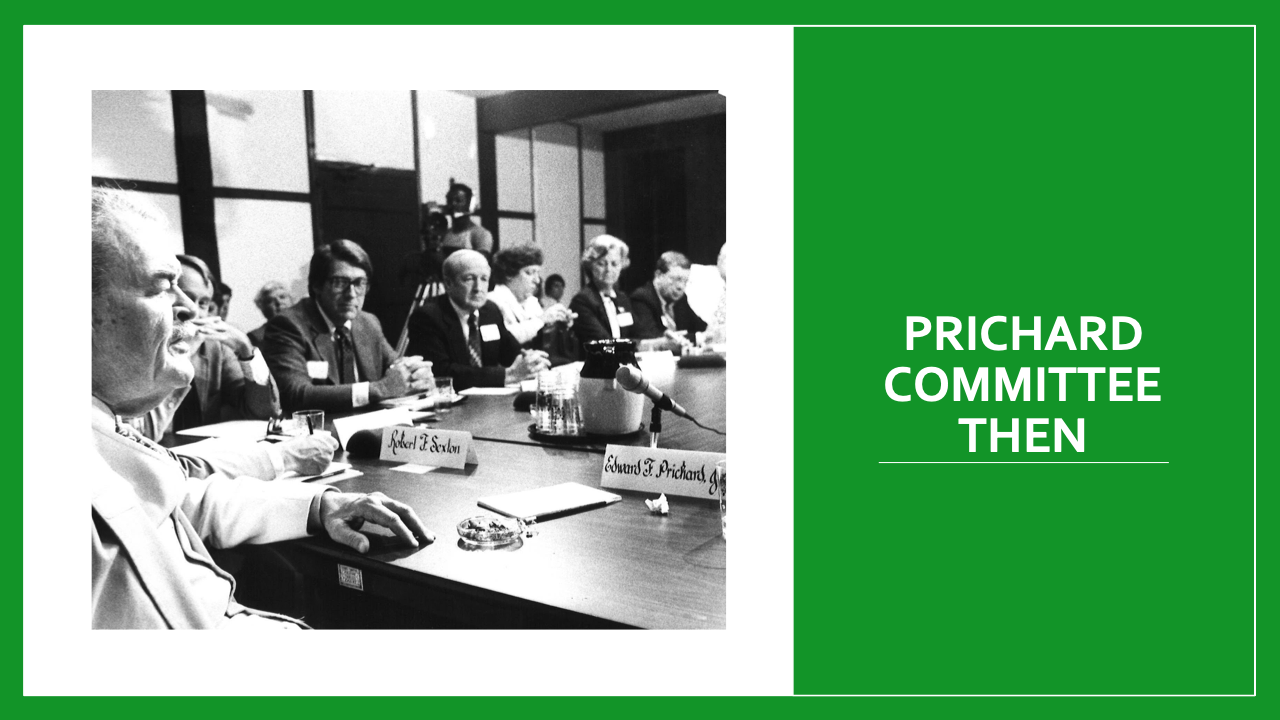 PRICHARD
COMMITTEE
THEN
Robert F. Sexton
Edward F. Prichard, J